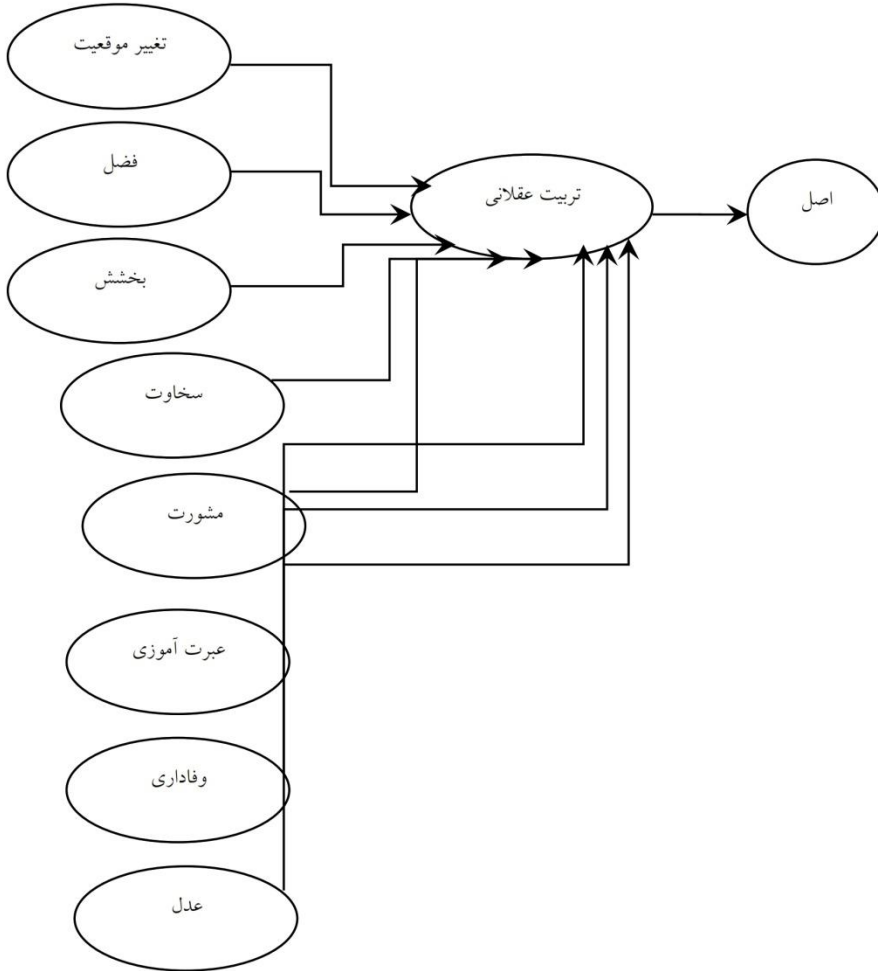 تغییر موقعیت
فضل
تربیت عقلانی
اصل
بخشش
سخاوت
مشورت
عبرت آموزی
وفاداری
عدل